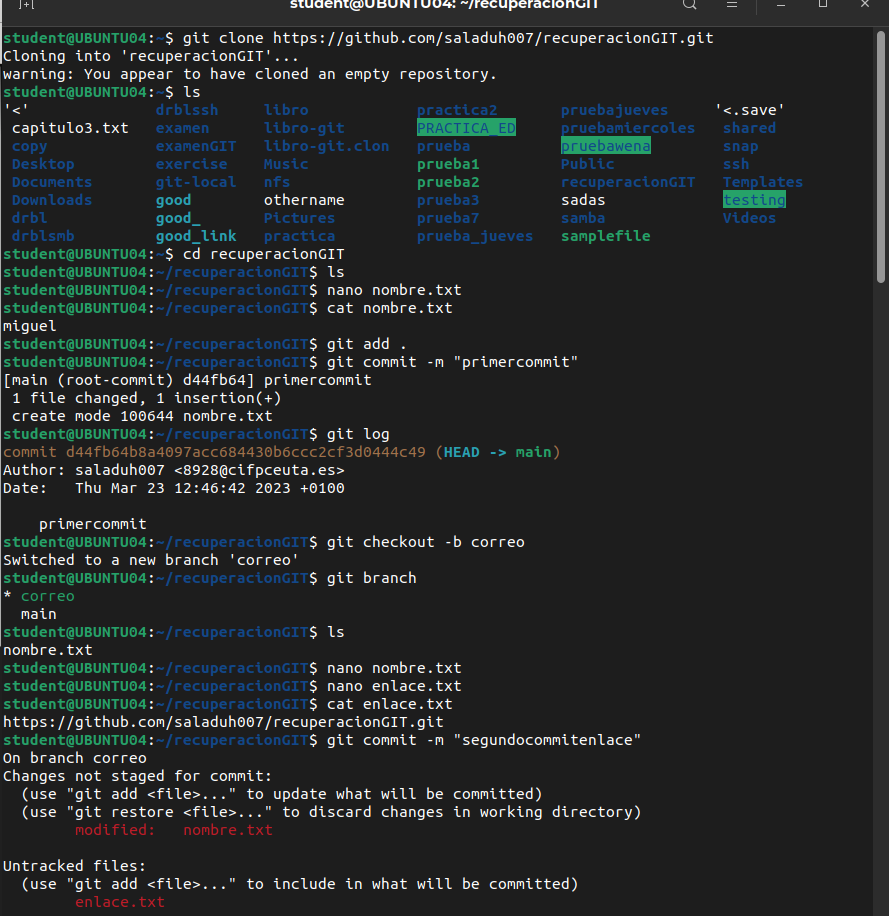 student@UBUNTU04: ~/recuperacionGIT
student@UBUNTU04:~$ git clone https://github.com/saladuh007/recuperacionGIT.git
Cloning into 'recuperacionGIT'...
warning: You appear to have cloned an empty repository.
student@UBUNTU04:~$ ls
'<' drblssh libro practica2 pruebajueves '<.save'
capitulo3.txt examen libro-git PRACTICA_ED pruebamiercoles shared
copy examenGIT libro-git.clon prueba pruebawena snap
Desktop exercise Music prueba1 Public ssh
Documents git-local nfs prueba2 recuperacionGIT Templates
Downloads good othername prueba3 sadas testing
drbl good_ Pictures prueba7 samba Videos
drblsmb good_link practica prueba_jueves samplefile
student@UBUNTU04:~$ cd recuperacionGIT
student@UBUNTU04:~/recuperacionGIT$ ls
student@UBUNTU04:~/recuperacionGIT$ nano nombre.txt
student@UBUNTU04:~/recuperacionGIT$ cat nombre.txt
miguel
student@UBUNTU04:~/recuperacionGIT$ git add .
student@UBUNTU04:~/recuperacionGIT$ git commit -m "primercommit"
[main (root-commit) d44fb64] primercommit
1 file changed, 1 insertion(+)
create mode 100644 nombre.txt
student@UBUNTU04:~/recuperacionGIT$ git log
commit d44fb64b8a4097acc684430b6ccc2cf3d0444c49 (HEAD -> main)
Author: saladuh007 <8928@cifpceuta.es>
Date:   Thu Mar 23 12:46:42 2023 +0100
primercommit
student@UBUNTU04:~/recuperacionGIT$ git checkout -b correo
Switched to a new branch 'correo'
student@UBUNTU04:~/recuperacionGIT$ git branch
* correo
main
student@UBUNTU04:~/recuperacionGIT$ ls
nombre.txt
student@UBUNTU04:~/recuperacionGIT$ nano nombre.txt
student@UBUNTU04:~/recuperacionGIT$ nano enlace.txt
student@UBUNTU04:~/recuperacionGIT$ cat enlace.txt
https://github.com/saladuh007/recuperacionGIT.git
student@UBUNTU04:~/recuperacionGIT$ git commit -m "segundocommitenlace"
On branch correo
Changes not staged for commit:
(use "git add <file>..." to update what will be committed)
(use "git restore <file>..." to discard changes in working directory)
modified:   nombre.txt
Untracked files:
(use "git add <file>..." to include in what will be committed)
enlace.txt